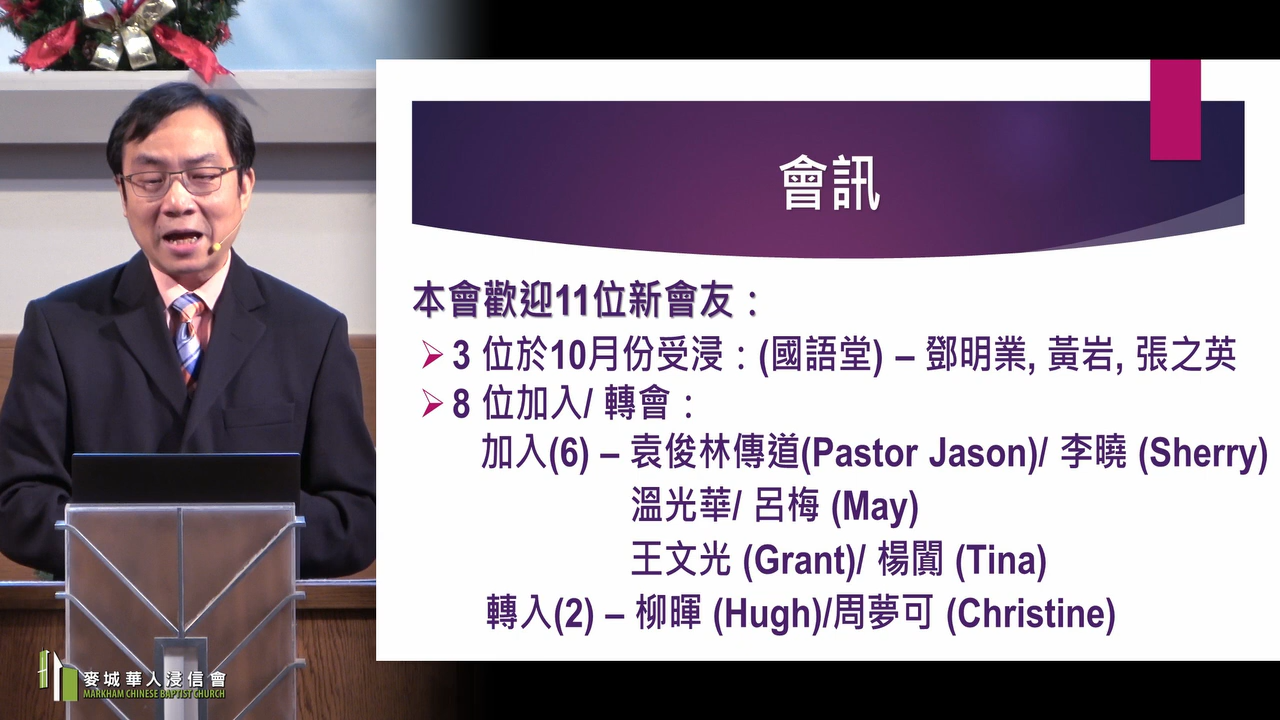 會訊
本會歡迎11位新會友：
3 位於10月份受浸：(國語堂) – 鄧明業, 黃岩, 張之英
8 位加入/ 轉會：
加入(6) – 袁俊林傳道(Pastor Jason)/ 李曉 (Sherry)
溫光華/ 呂梅 (May)
王文光 (Grant)/ 楊闐 (Tina)
轉入(2) – 柳暉 (Hugh)/周夢可 (Christine)
麥城華人浸信會
MARKHAM CHINESE BAPTIST CHURCH